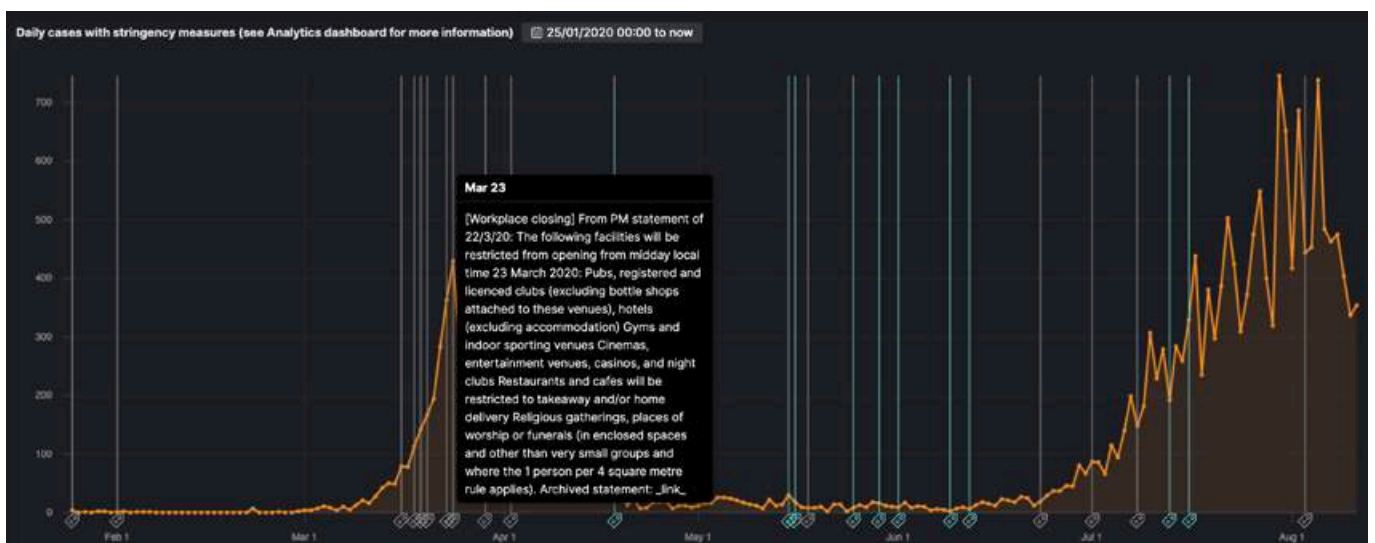 Daily cases with stringency measures (see Analytics dashboard for more information) 25/01/2020 00:00 to now
700
600
500
400
300
200
100
0
Mar 23
[Workplace closing] From PM statement of
22/3/20: The following facilities will be
restricted from opening from midday local
time 23 March 2020: Pubs, registered and
licenced clubs (excluding bottle shops
attached to these venues), hotels
(excluding accommodation) Gyms and
indoor sporting venues Cinemas,
entertainment venues, casinos, and night
clubs Restaurants and cafes will be
restricted to takeaway and/or home
delivery Religious gatherings, places of
worship or funerals (in enclosed spaces
and other than very small groups and
where the 1 person per 4 square metre
rule applies). Archived statement: _link_
Feb 1 Mar 1 Apr 1 May 1 Jun 1 Jul 1 Aug 1